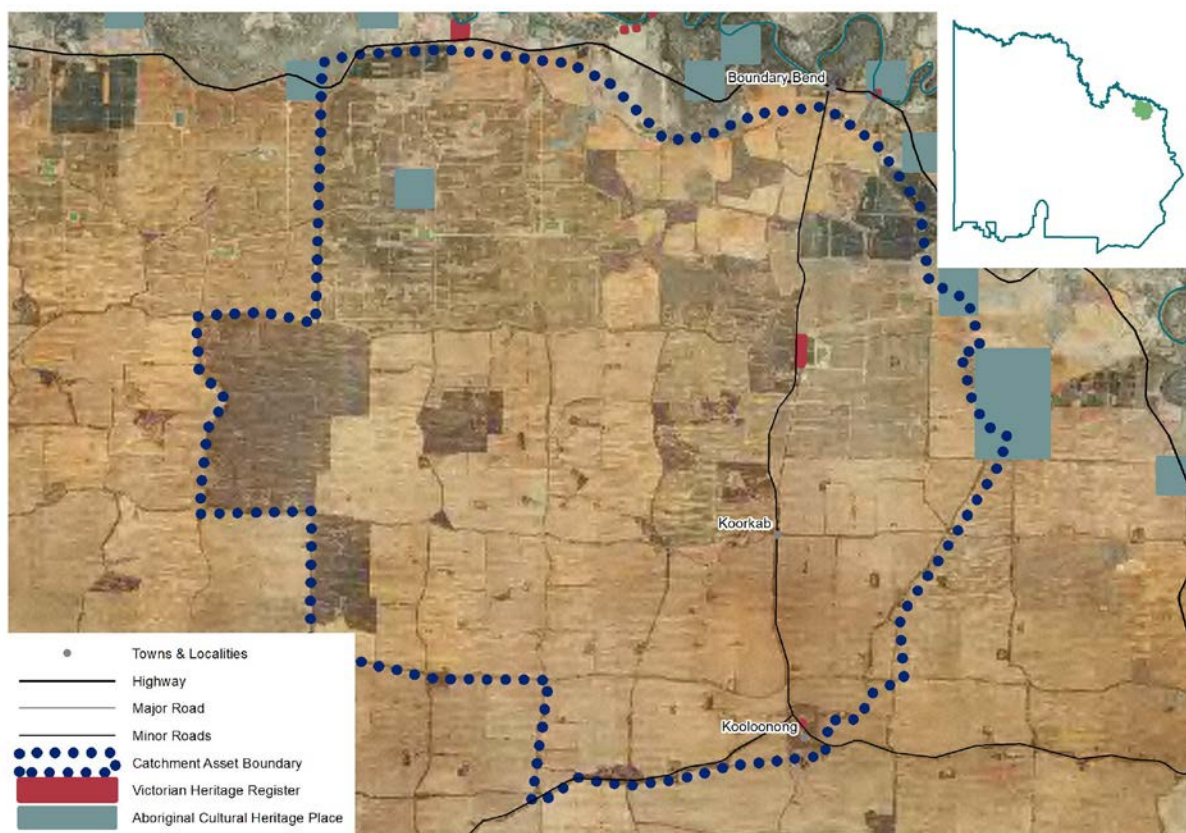 Boundary Bend
Koorkab
Kooloonong
Towns & Localities
Highway
Major Road
Minor Roads
Catchment Asset Boundary
Victorian Heritage Register
Aboriginal Cultural Heritage Place